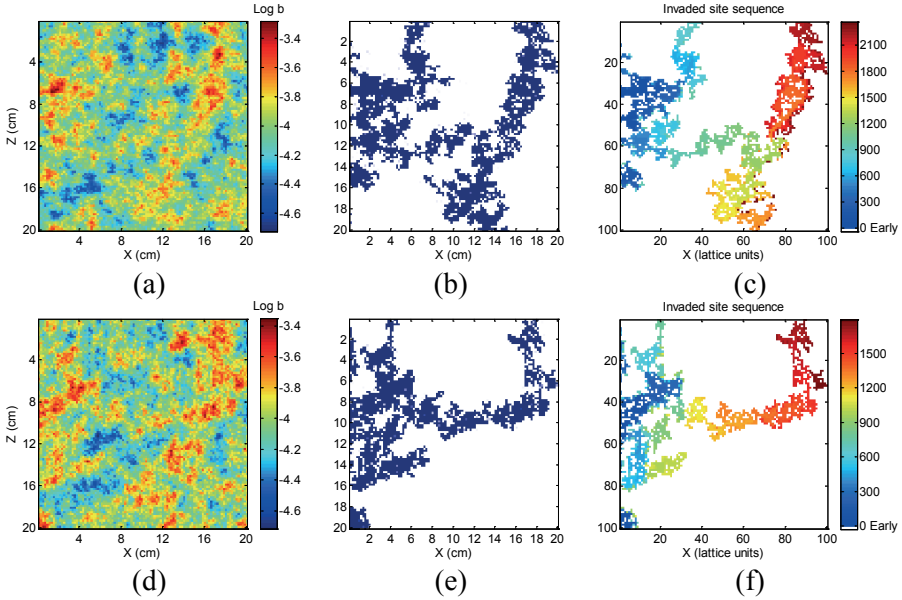 Log b
-3.4
-3.6
-3.8
-4
-4.2
-4.4
-4.6
Z (cm)
4
8
12
16
20
4
8
12
16
20
X (cm)
(a)
2
4
6
8
10
12
14
16
18
20
2 4 6 8 10 12 14 16 18 20
X (cm)
(b)
Invaded site sequence
20
40
60
80
100
20 40 60 80 100
X (lattice units)
2100
1800
1500
1200
900
600
300
0 Early
(c)
Log b
-3.4
-3.6
-3.8
-4
-4.2
-4.4
-4.6
Z (cm)
4
8
12
16
20
4 8 12 16 20
X (cm)
(d)
2
4
6
8
10
12
14
16
18
20
2 4 6 8 10 12 14 16 18 20
X (cm)
(e)
Invaded site sequence
20
40
60
80
100
20 40 60 80 100
X (lattice units)
1500
1200
900
600
300
0 Early
(f)